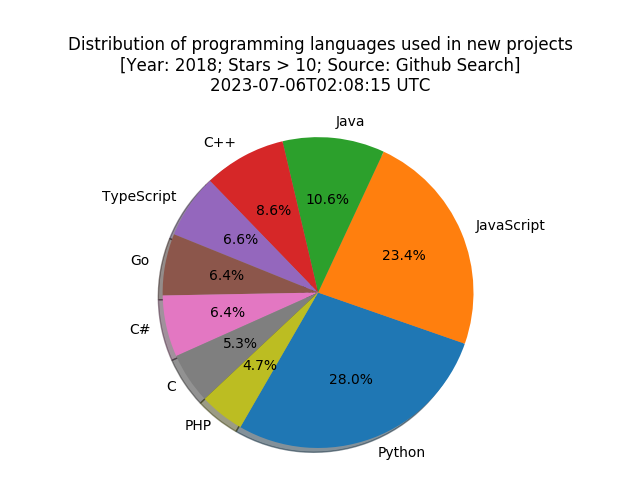 Distribution of programming languages used in new projects
[Year: 2018; Stars > 10; Source: Github Search]
2023-07-06T02:08:15 UTC
Java
C++
10.6%
8.6%
TypeScript
JavaScript
6.6%
23.4%
Go
6.4%
6.4%
C#
5.3%
4.7%
28.0%
C
PHP
Python